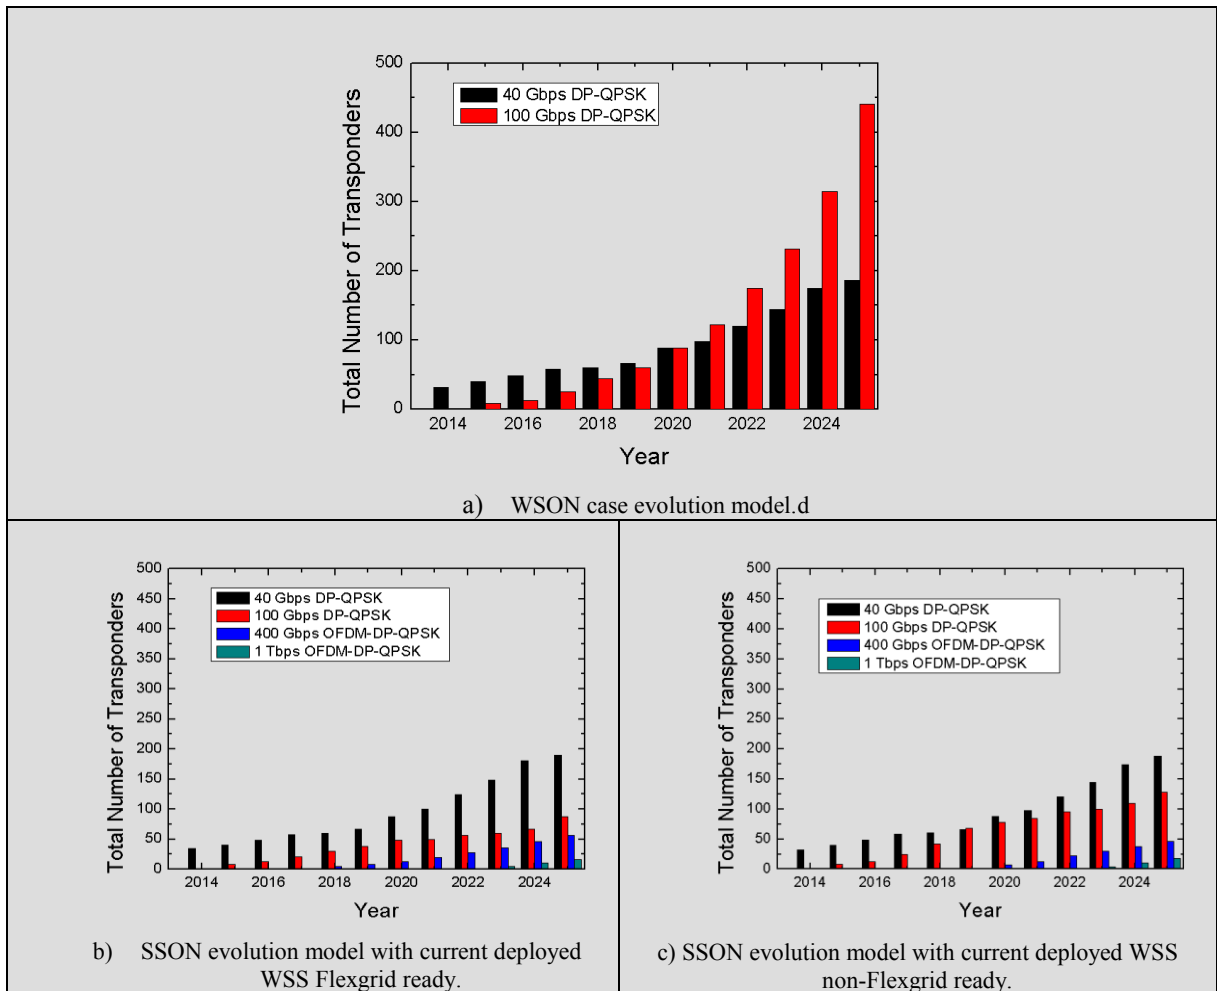 500
400
300
200
100
0
Total Number of Transponders
40 Gbps DP-QPSK
100 Gbps DP-QPSK
2014 2016 2018 2020 2022 2024
Year
a) WSON case evolution model.d
500
450
400
350
300
250
200
150
100
50
0
Total Number of Transponders
40 Gbps DP-QPSK
100 Gbps DP-QPSK
400 Gbps OFDM-DP-QPSK
1 Tbps OFDM-DP-QPSK
2014 2016 2018 2020 2022 2024
Year
b) SSON evolution model with current deployed
WSS Flexgrid ready.
500
450
400
350
300
250
200
150
100
50
0
Total Number of Transponders
40 Gbps DP-QPSK
100 Gbps DP-QPSK
400 Gbps OFDM-DP-QPSK
1 Tbps OFDM-DP-QPSK
2014 2016 2018 2020 2022 2024
Year
c) SSON evolution model with current deployed WSS
non-Flexgrid ready.